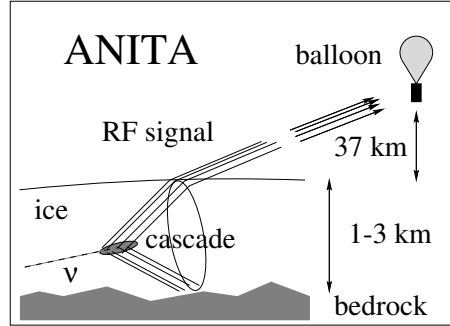 ANITA
balloon
RF signal
37 km
ice
cascade
1-3 km
ν
bedrock